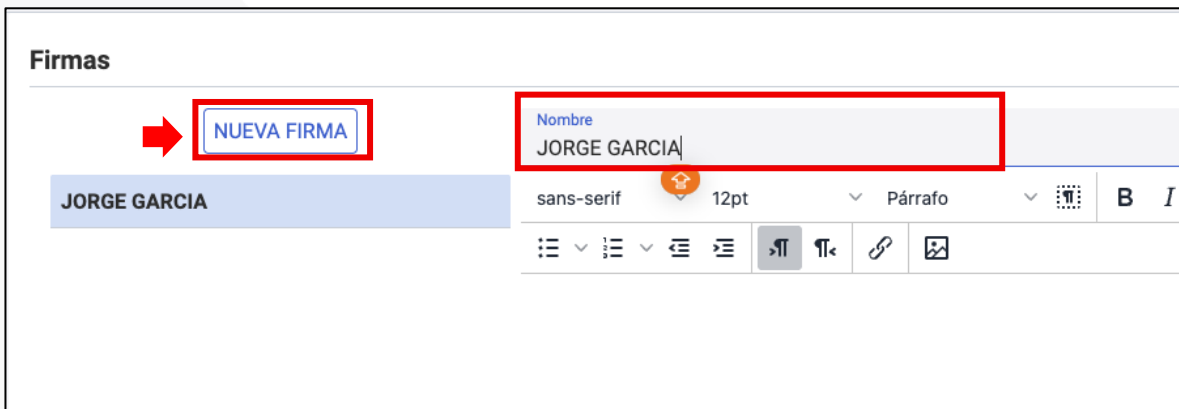 Firmas
NUEVA FIRMA
Nombre
JORGE GARCIA
JORGE GARCIA
sans-serif 12pt Párrafo B I